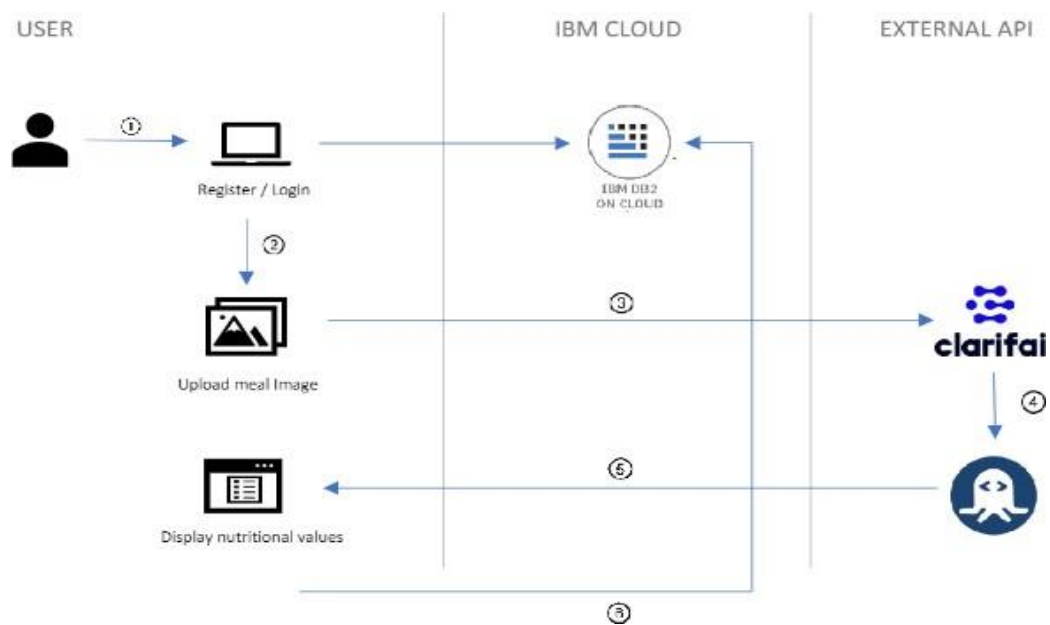 USER
IBM CLOUD
EXTERNAL API
①
Register / Login
IBM DB2
ON CLOUD
②
③
clarifai
Upload meal Image
④
⑤
Display nutritional values